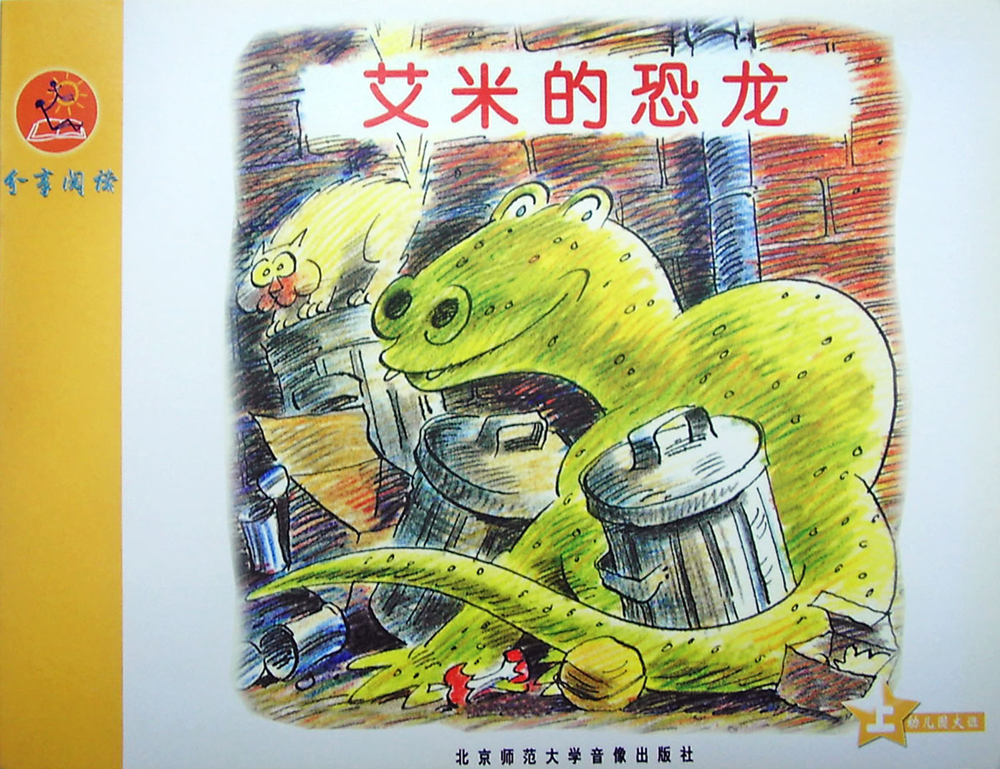 艾米的恐龙
分享阅读
上
幼儿园大班
北京师范大学音像出版社